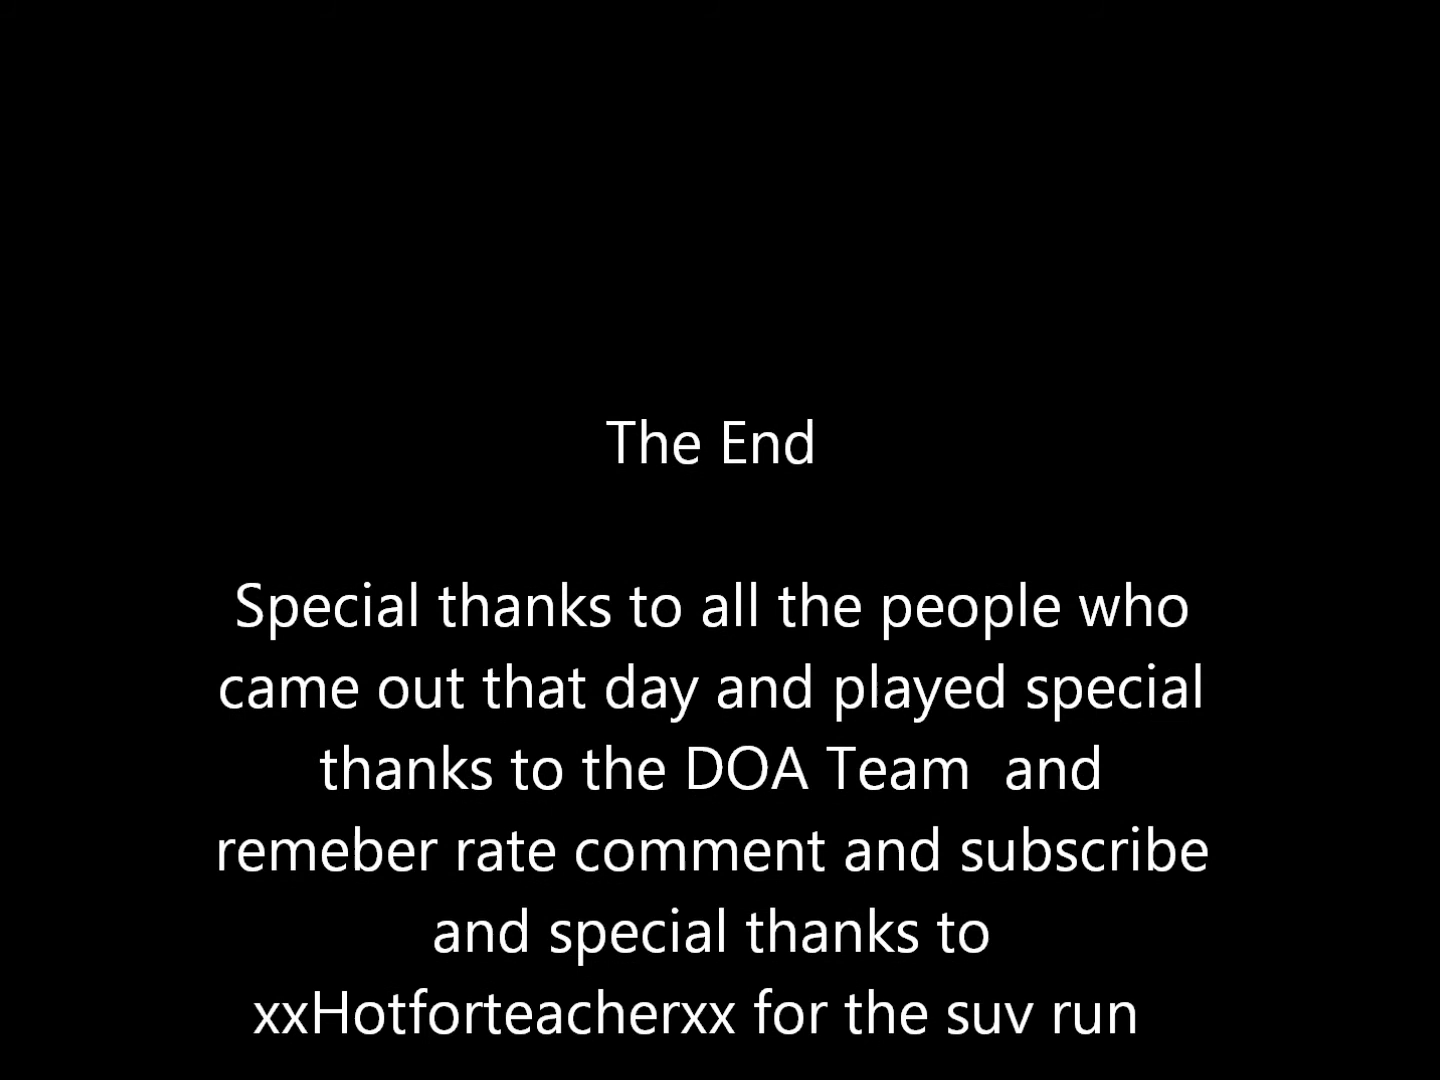 The End
Special thanks to all the people who
came out that day and played special
thanks to the DOA Team  and
remeber rate comment and subscribe
and special thanks to
xxHotforteacherxx for the suv run